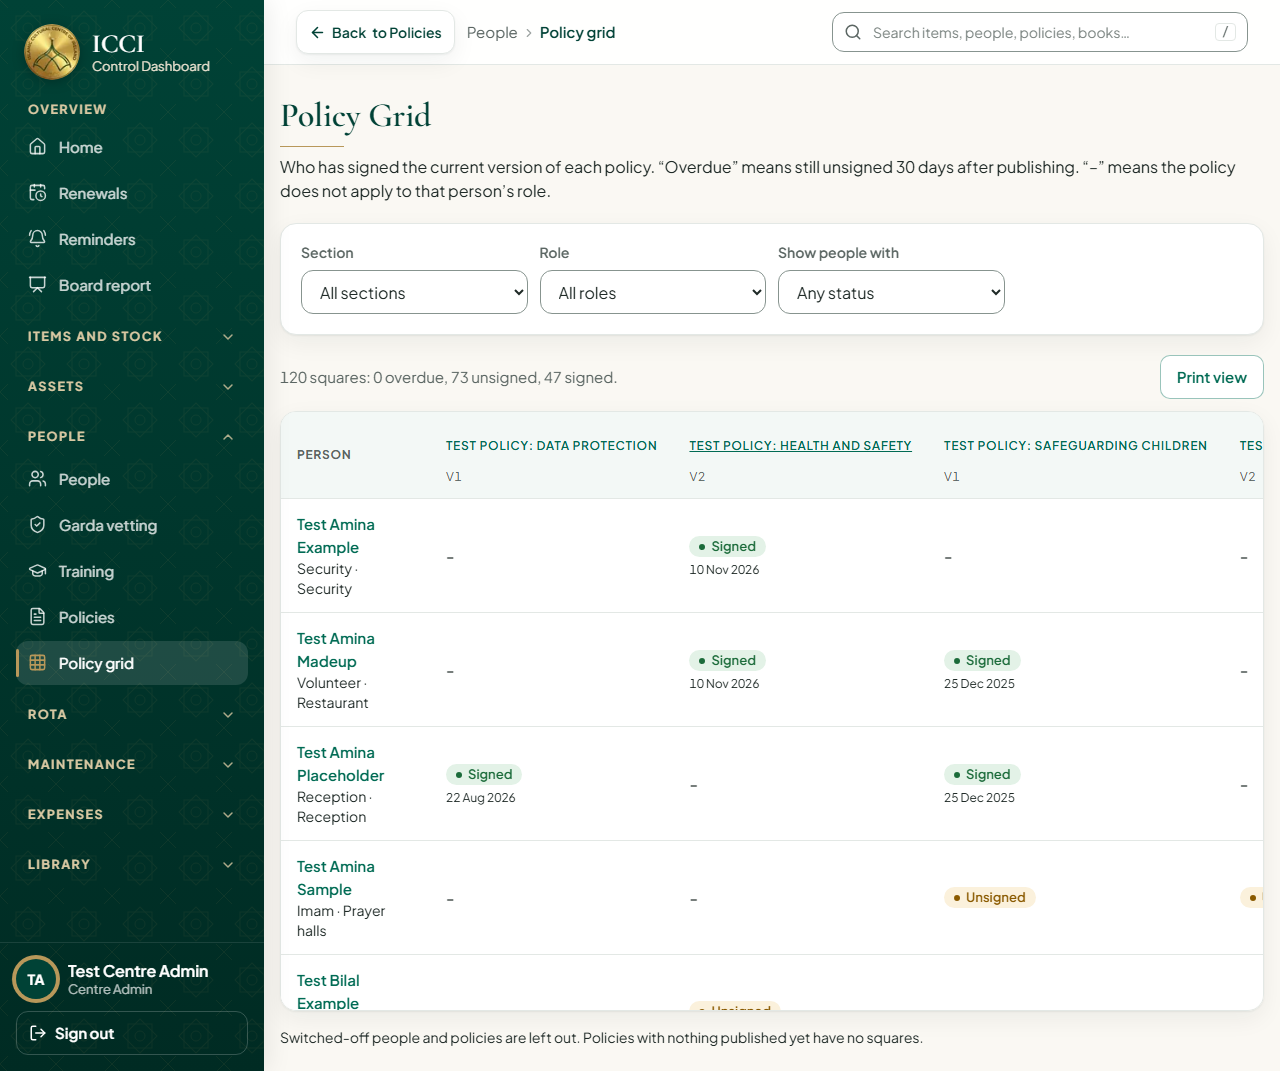 ICCI
Control Dashboard
OVERVIEW
Home
Renewals
Reminders
Board report
ITEMS AND STOCK
ASSETS
PEOPLE
People
Garda vetting
Training
Policies
Policy grid
ROTA
MAINTENANCE
EXPENSES
LIBRARY
TA
Test Centre Admin
Centre Admin
Sign out
Back to Policies
People › Policy grid
Search items, people, policies, books... /
Policy Grid
Who has signed the current version of each policy. “Overdue” means still unsigned 30 days after publishing. “–” means the policy
does not apply to that person’s role.
Section
All sections
Role
All roles
Show people with
Any status
120 squares: 0 overdue, 73 unsigned, 47 signed.
Print view
PERSON
TEST POLICY: DATA PROTECTION
V1
TEST POLICY: HEALTH AND SAFETY
V2
TEST POLICY: SAFEGUARDING CHILDREN
V1
TES
V2
Test Amina
Example
Security ·
Security
–
Signed
10 Nov 2026
–
–
Test Amina
Madeup
Volunteer ·
Restaurant
–
Signed
10 Nov 2026
Signed
25 Dec 2025
–
Test Amina
Placeholder
Reception ·
Reception
Signed
22 Aug 2026
–
Signed
25 Dec 2025
–
Test Amina
Sample
Imam · Prayer
halls
–
–
Unsigned
Test Bilal
Example
Unsigned
Switched-off people and policies are left out. Policies with nothing published yet have no squares.